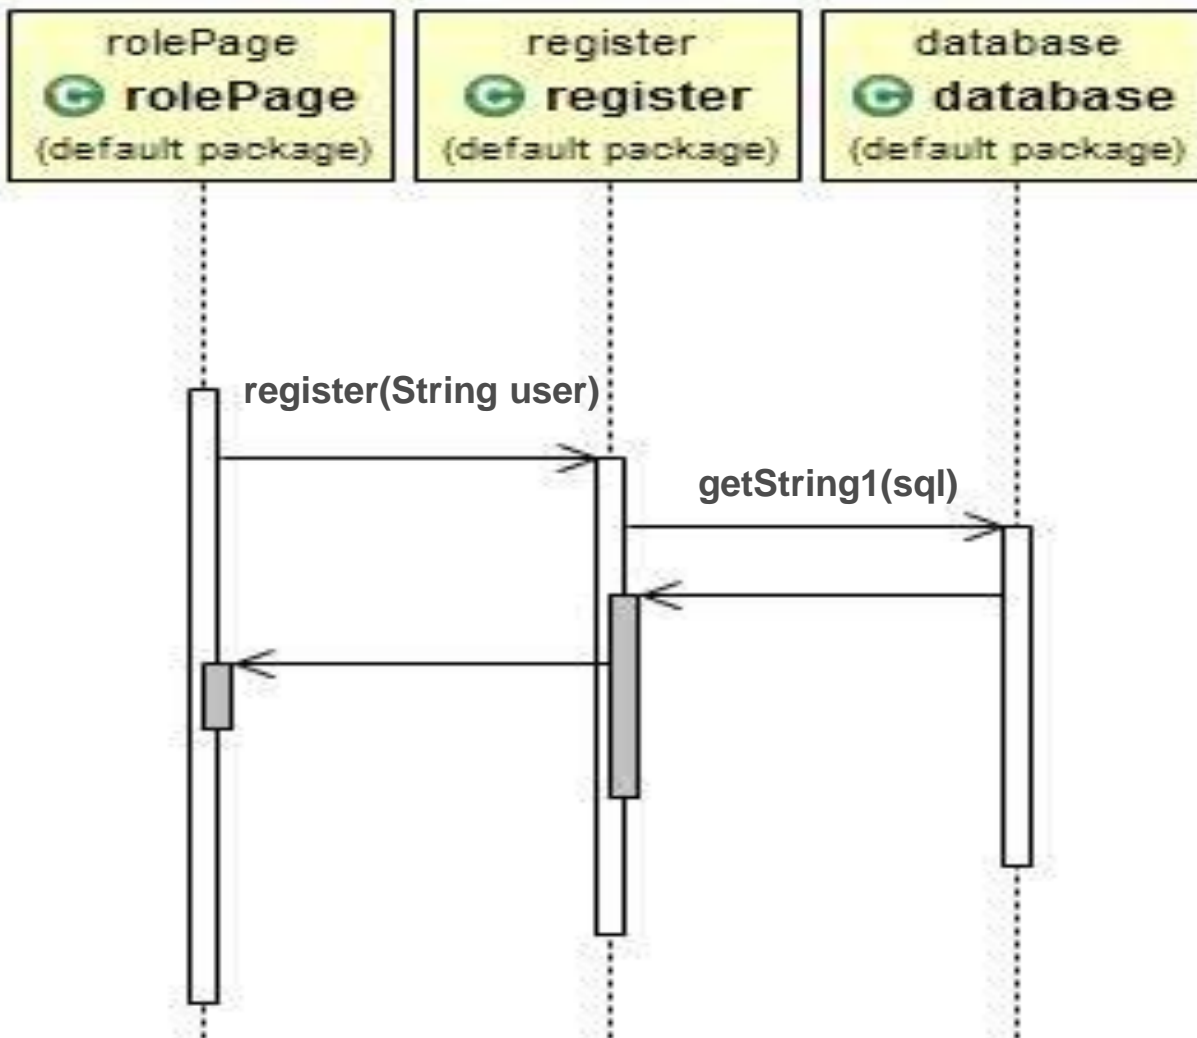 rolePage
C rolePage
(default package)
register
C register
(default package)
database
C database
(default package)
register(String user)
getString1(sql)